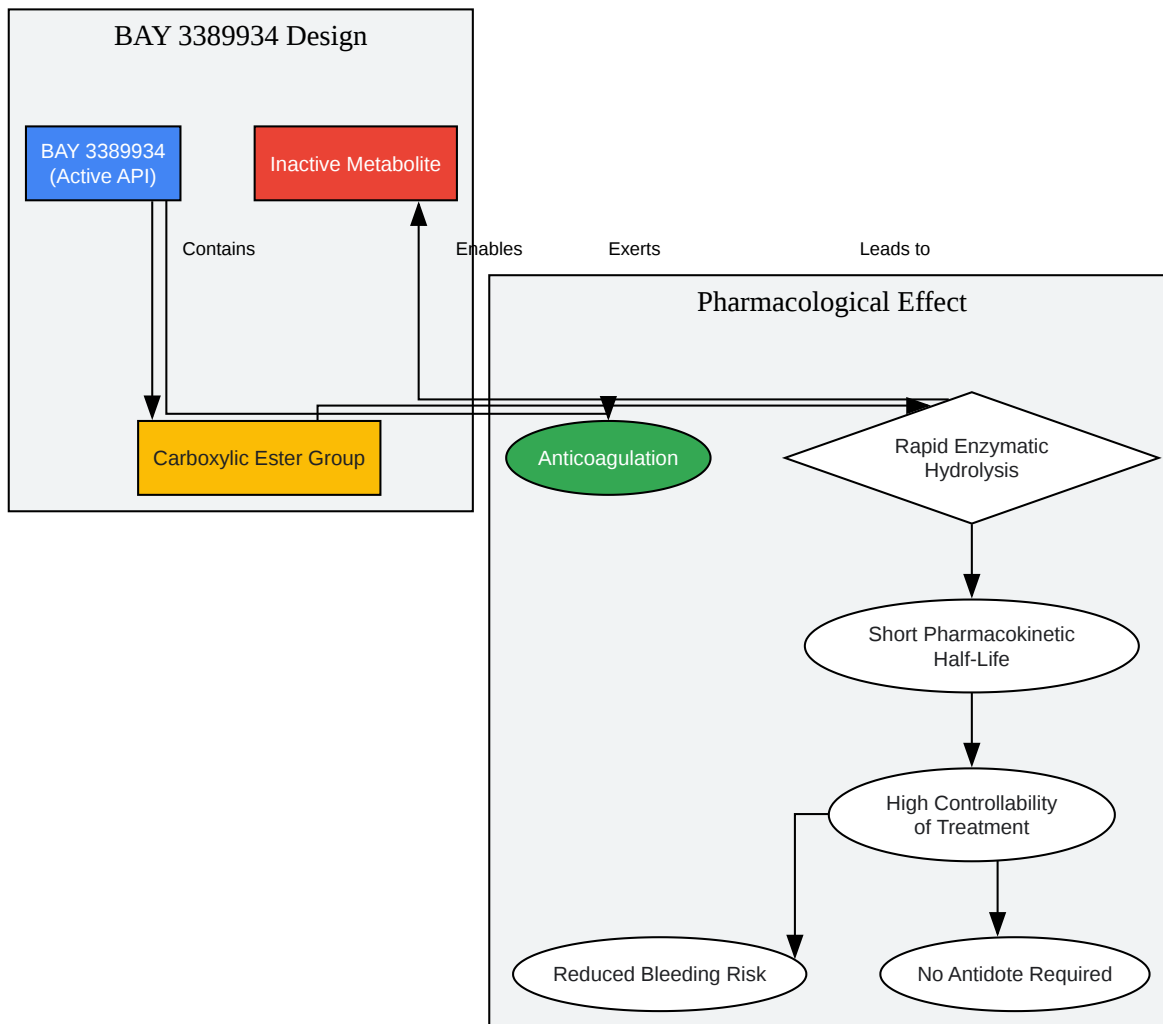 BAY 3389934 Design
BAY 3389934
(Active API)
Inactive Metabolite
Contains
Enables
Exerts
Leads to
Pharmacological Effect
Carboxylic Ester Group
Anticoagulation
Rapid Enzymatic
Hydrolysis
Short Pharmacokinetic
Half-Life
High Controllability
of Treatment
Reduced Bleeding Risk
No Antidote Required